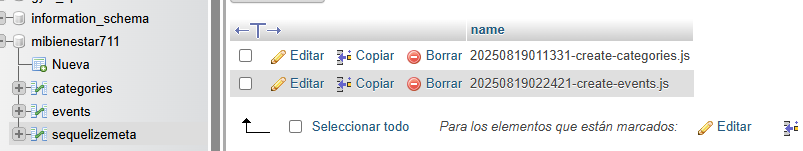 information_schema
mibienestar711
Nueva
categories
events
sequelizemeta
name
Editar Copiar Borrar 20250819011331-create-categories.js
Editar Copiar Borrar 20250819022421-create-events.js
Seleccionar todo Para los elementos que están marcados: Editar